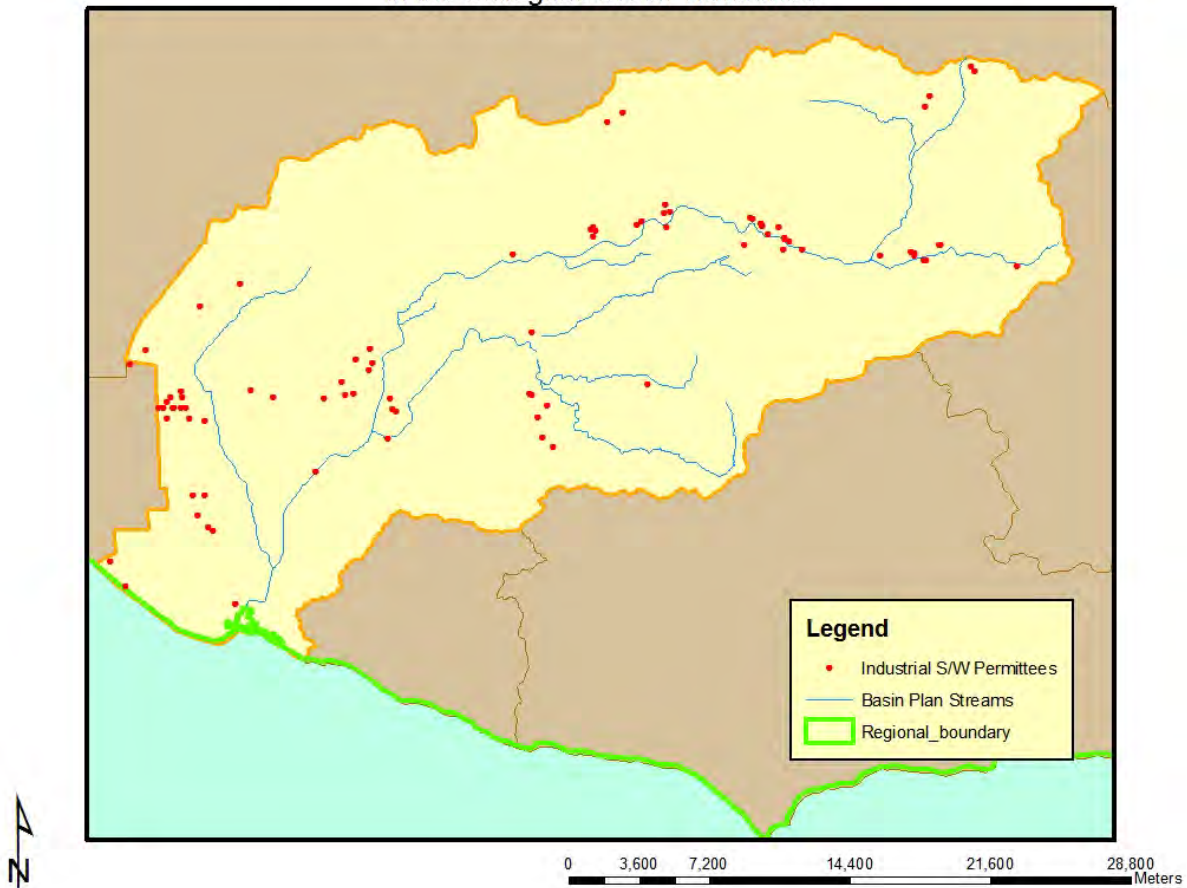 Legend
Industrial S/W Permittees
Basin Plan Streams
Regional_boundary
N
0 3,600 7,200 14,400 21,600 28,800
Meters